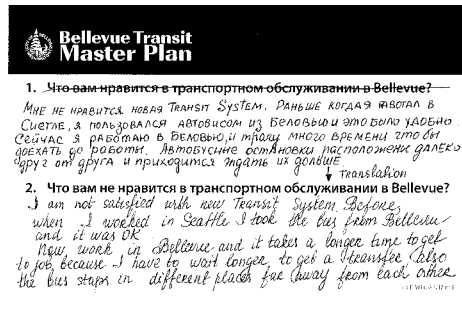 Bellevue Transit
Master Plan
1. Что вам нравится в транспортном обслуживании в Bellevue?
Мне не нравится новая TRANSIT SYSTEM. Раньше когдая работал в
Сиетле, я пользовался автовисом из Беловью и это было удобно.
Сейчас я работаю в Беловью, и трачу много времени что бы
доехать до работы. Автобусные остановки расположены далеко
друг от друга и приходится ждать их дольше.
↓ translation
2. Что вам не нравится в транспортном обслуживании в Bellevue?
I am not satisfied with new Transit System. Before,
when I worked in Seattle I took the bus from Bellevue
and it was OK
Now work in Bellevue and it takes a longer time to get
to job, because I have to wait longer to get a transfer, also
the bus stops in different places far away from each other